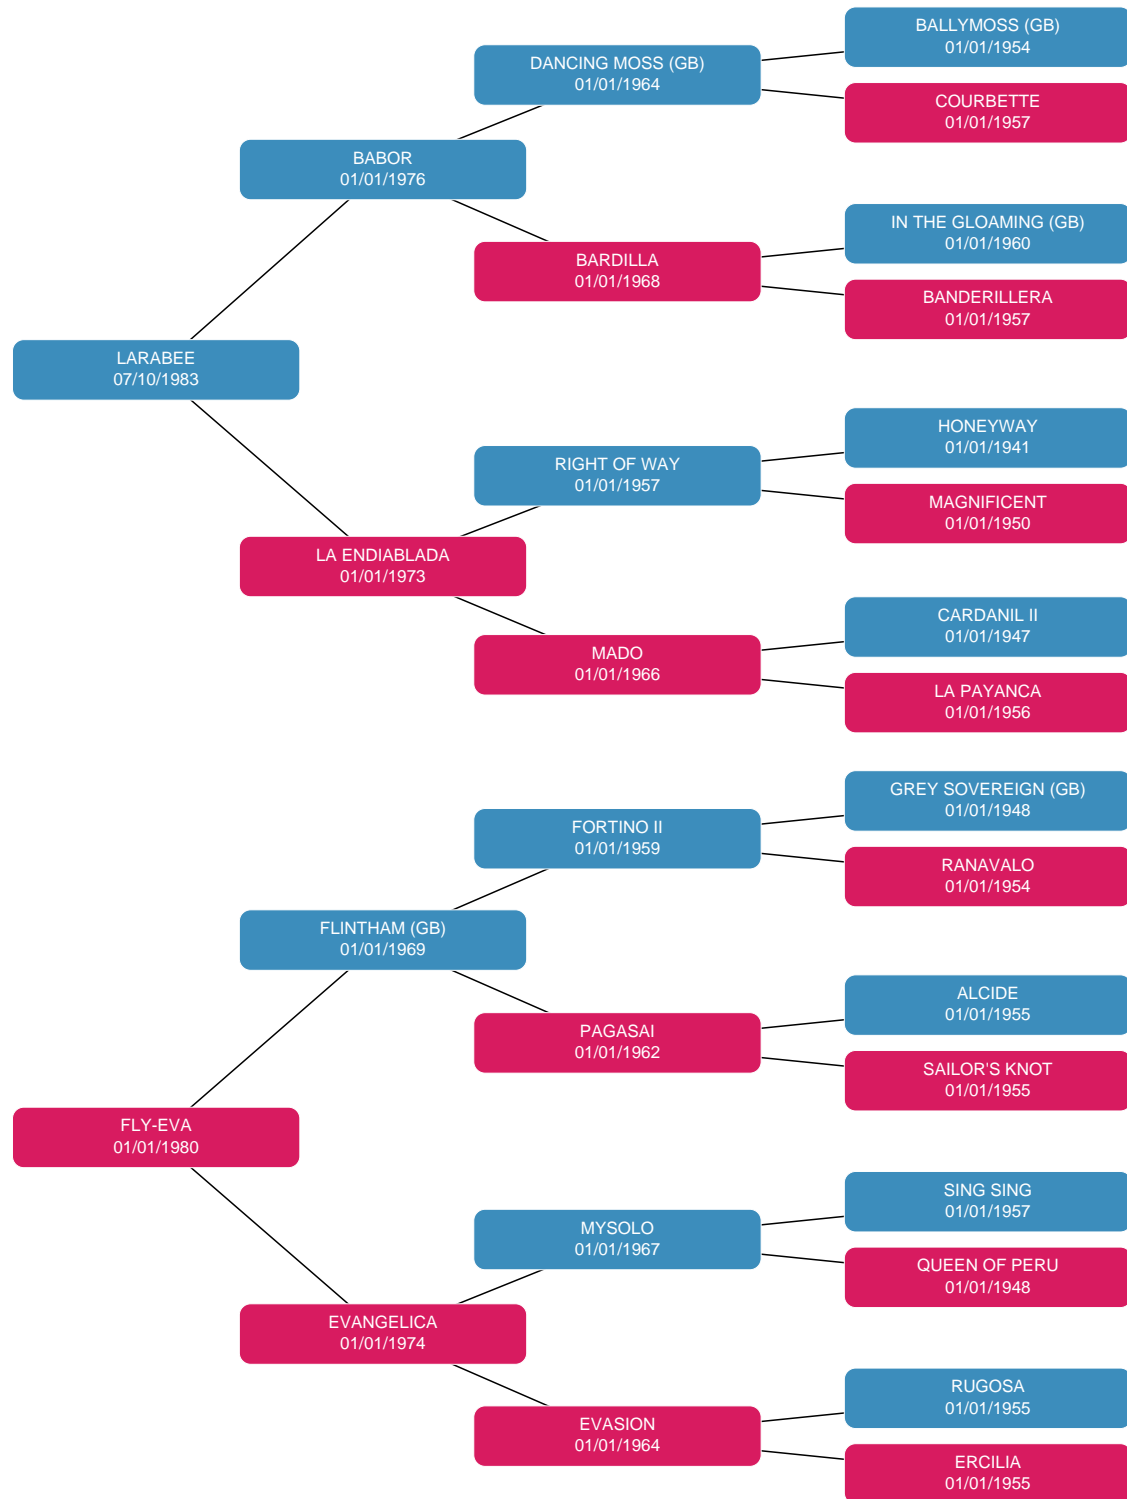 BALLYMOSS (GB)
01/01/1954
DANCING MOSS (GB)
01/01/1964
COURBETTE
01/01/1957
BABOR
01/01/1976
IN THE GLOAMING (GB)
01/01/1960
BARDILLA
01/01/1968
BANDERILLERA
01/01/1957
LARABEE
07/10/1983
HONEYWAY
01/01/1941
RIGHT OF WAY
01/01/1957
MAGNIFICENT
01/01/1950
LA ENDIABLADA
01/01/1973
CARDANIL II
01/01/1947
MADO
01/01/1966
LA PAYANCA
01/01/1956
GREY SOVEREIGN (GB)
01/01/1948
FORTINO II
01/01/1959
RANAVALO
01/01/1954
FLINTHAM (GB)
01/01/1969
ALCIDE
01/01/1955
PAGASAI
01/01/1962
SAILOR'S KNOT
01/01/1955
FLY-EVA
01/01/1980
SING SING
01/01/1957
MYSOLO
01/01/1967
QUEEN OF PERU
01/01/1948
EVANGELICA
01/01/1974
RUGOSA
01/01/1955
EVASION
01/01/1964
ERCILIA
01/01/1955